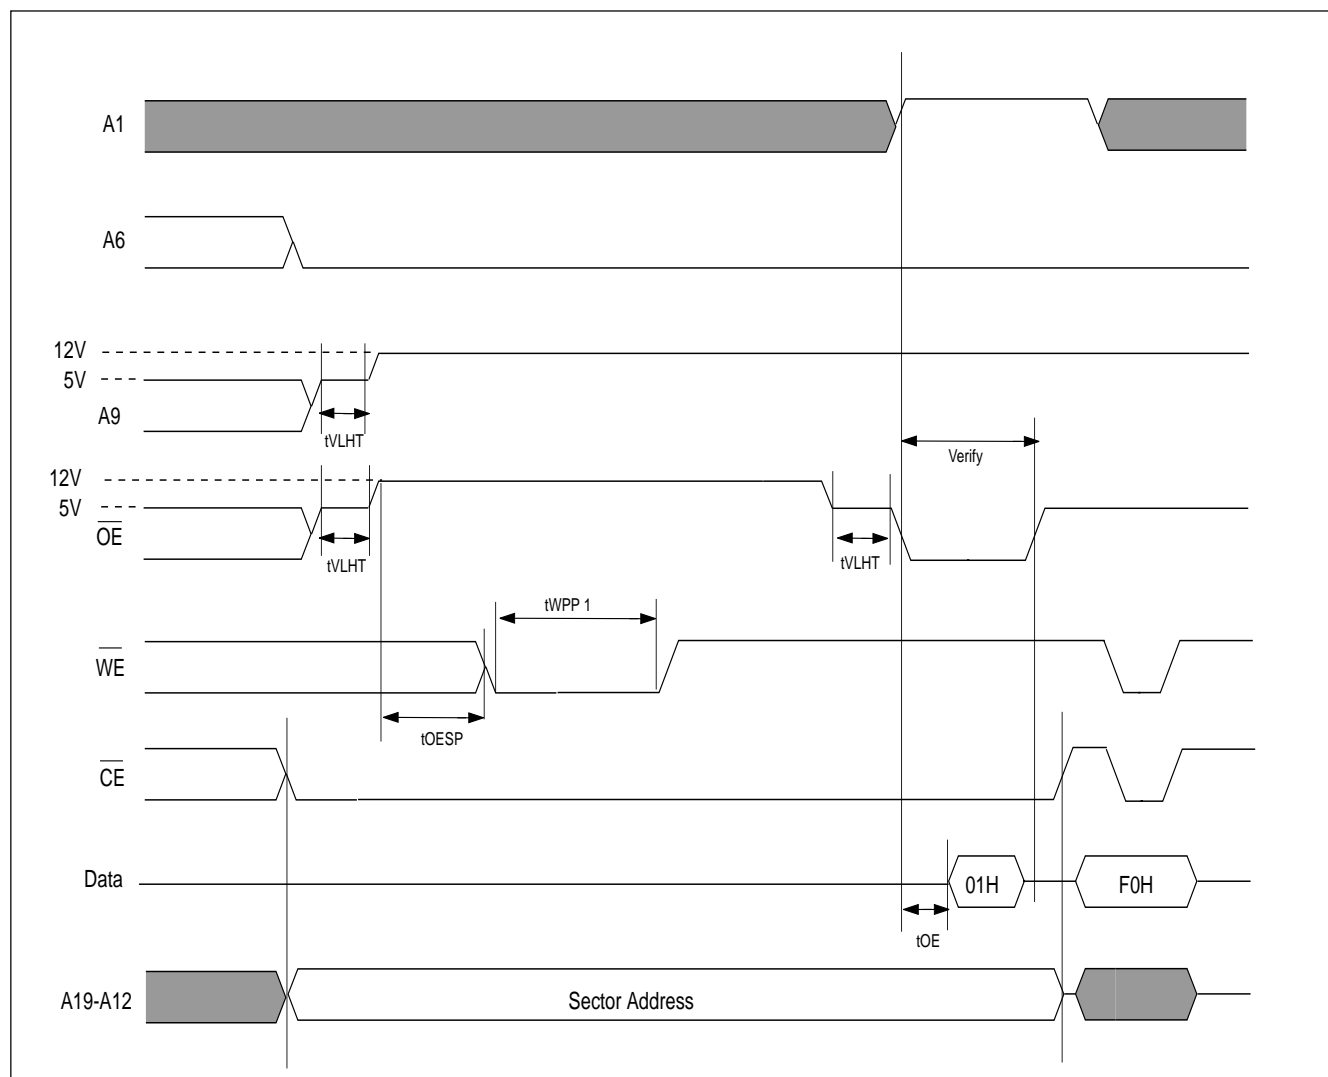 A1
A6
12V
5V
A9
tVLHT
Verify
12V
5V
OE
tVLHT
tVLHT
tWPP 1
WE
tOESP
CE
Data
01H
F0H
tOE
A19-A12
Sector Address